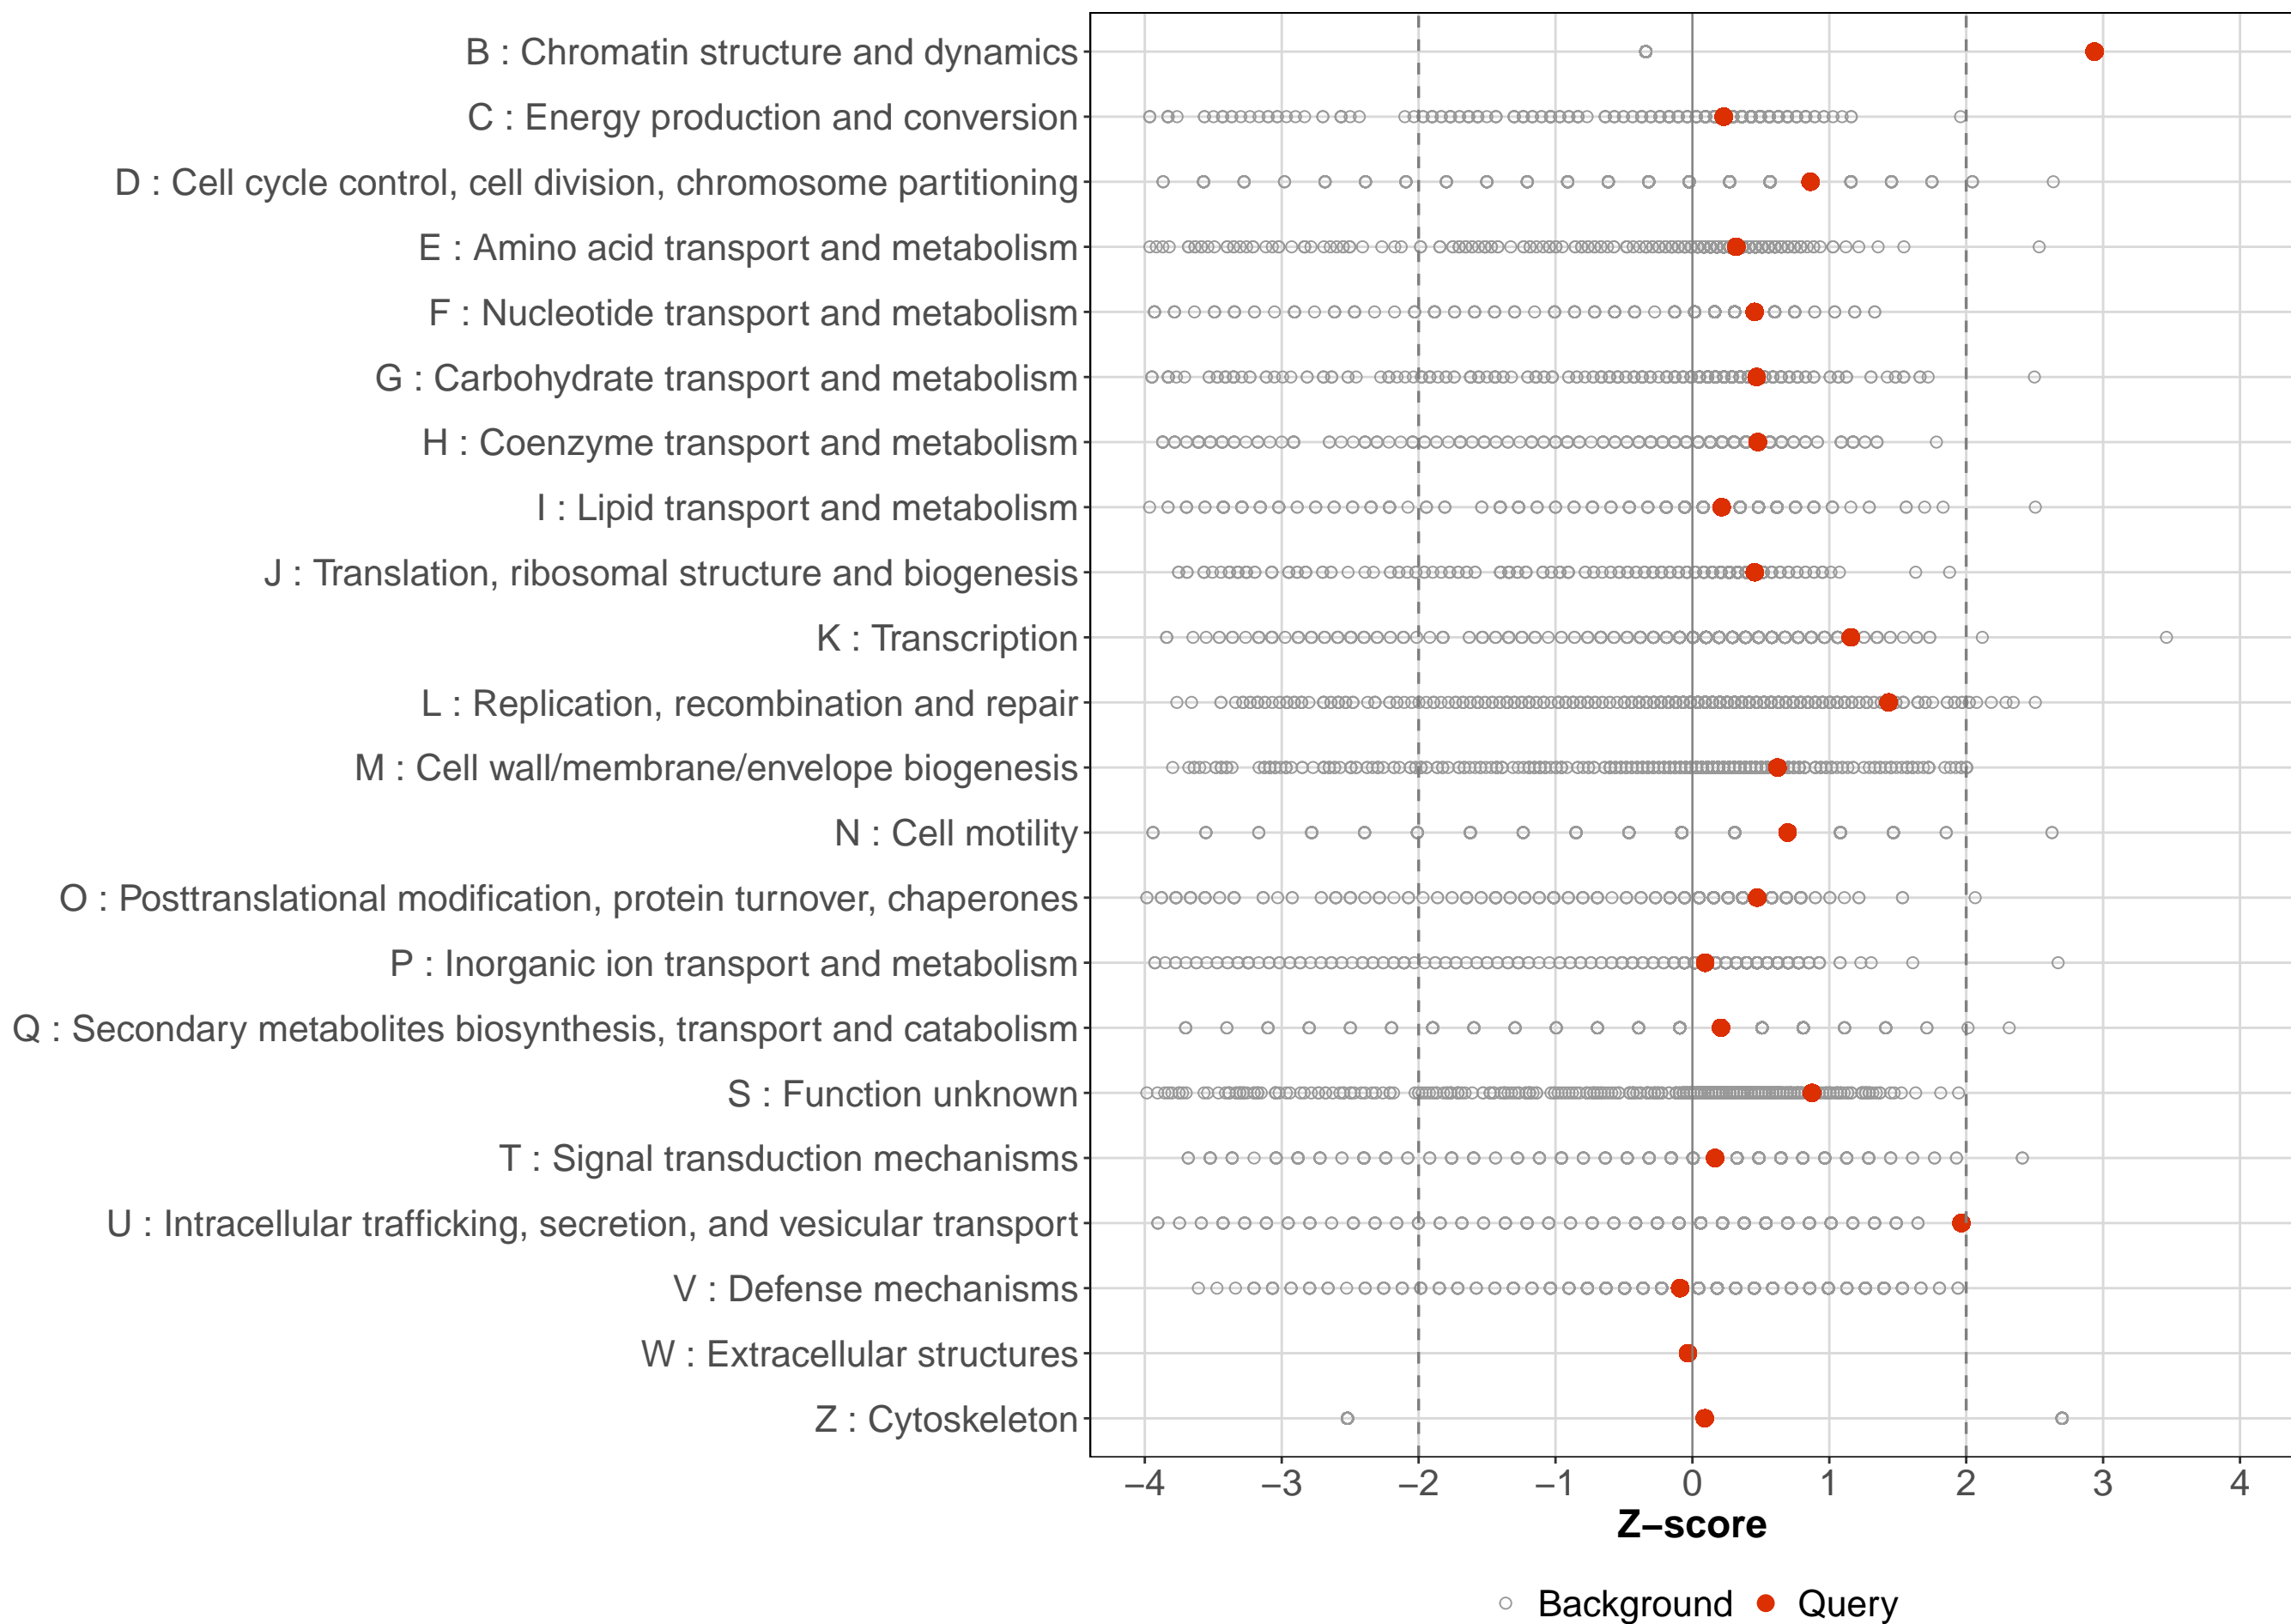 B : Chromatin structure and dynamics
C : Energy production and conversion
D : Cell cycle control, cell division, chromosome partitioning
E : Amino acid transport and metabolism
F : Nucleotide transport and metabolism
G : Carbohydrate transport and metabolism
H : Coenzyme transport and metabolism
I : Lipid transport and metabolism
J : Translation, ribosomal structure and biogenesis
K : Transcription
L : Replication, recombination and repair
M : Cell wall/membrane/envelope biogenesis
N : Cell motility
O : Posttranslational modification, protein turnover, chaperones
P : Inorganic ion transport and metabolism
Q : Secondary metabolites biosynthesis, transport and catabolism
S : Function unknown
T : Signal transduction mechanisms
U : Intracellular trafficking, secretion, and vesicular transport
V : Defense mechanisms
W : Extracellular structures
Z : Cytoskeleton
−4 −3 −2 −1 0 1 2 3 4
Z−score
Background Query